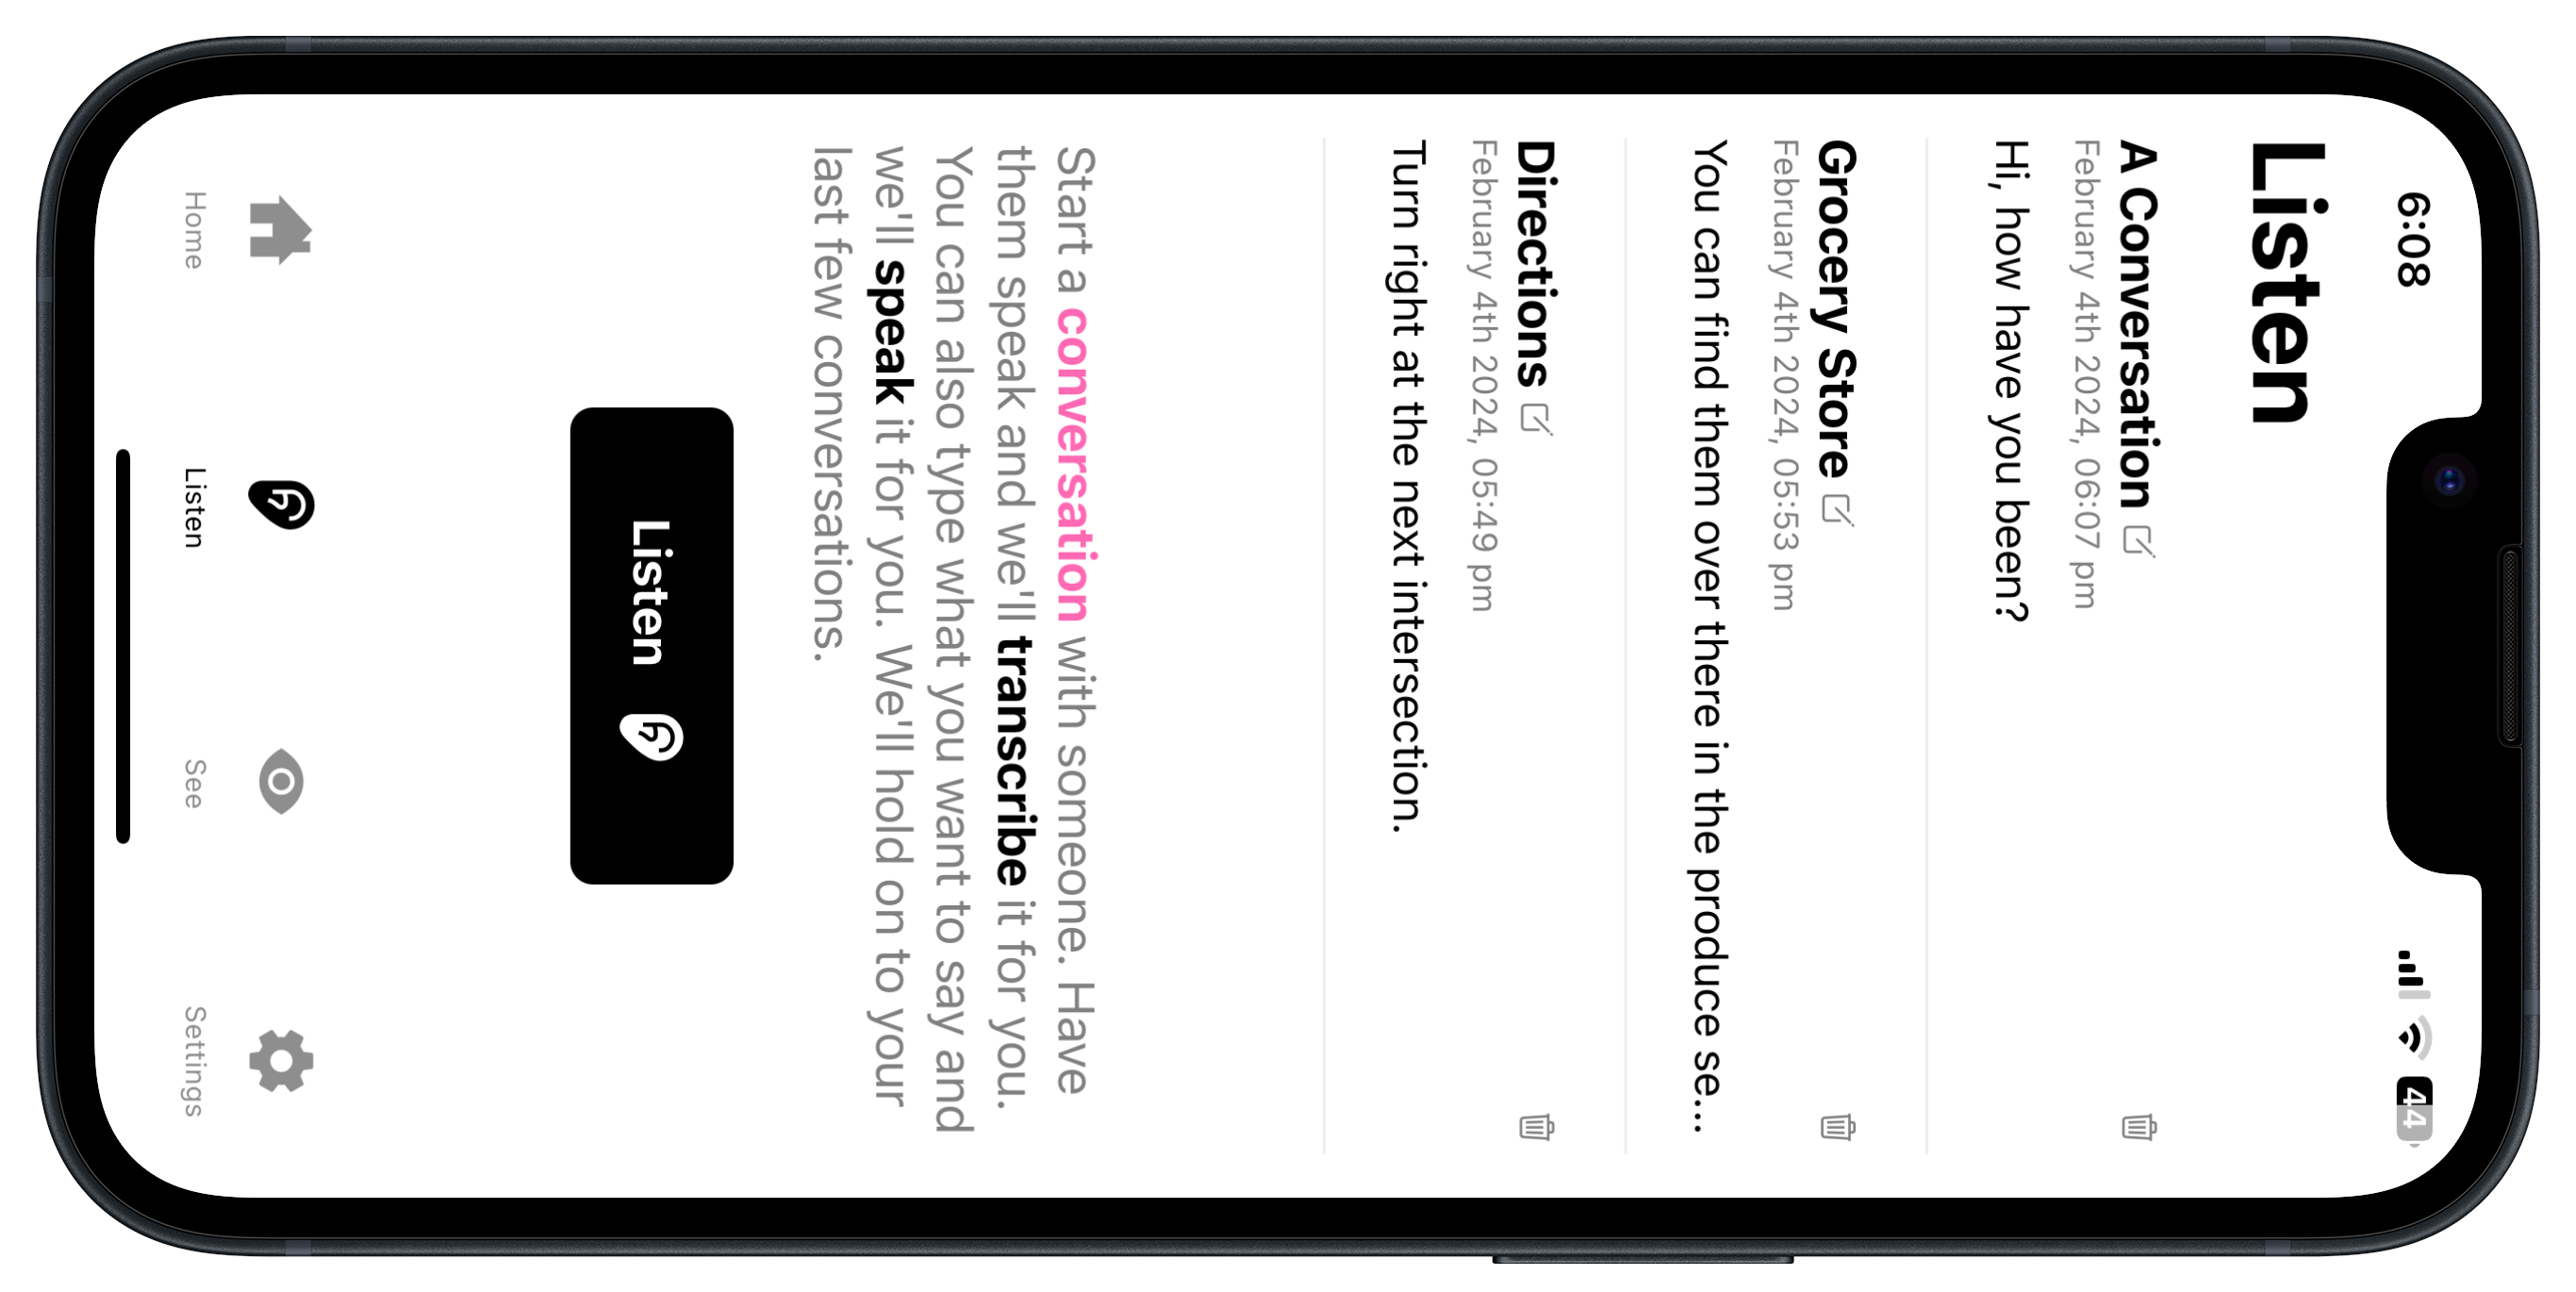 6:08
44
Listen
A Conversation
February 4th 2024, 06:07 pm
Hi, how have you been?
Grocery Store
February 4th 2024, 05:53 pm
You can find them over there in the produce se...
Directions
February 4th 2024, 05:49 pm
Turn right at the next intersection.
Start a conversation with someone. Have
them speak and we'll transcribe it for you.
You can also type what you want to say and
we'll speak it for you. We'll hold on to your
last few conversations.
Listen
Home
Listen
See
Settings